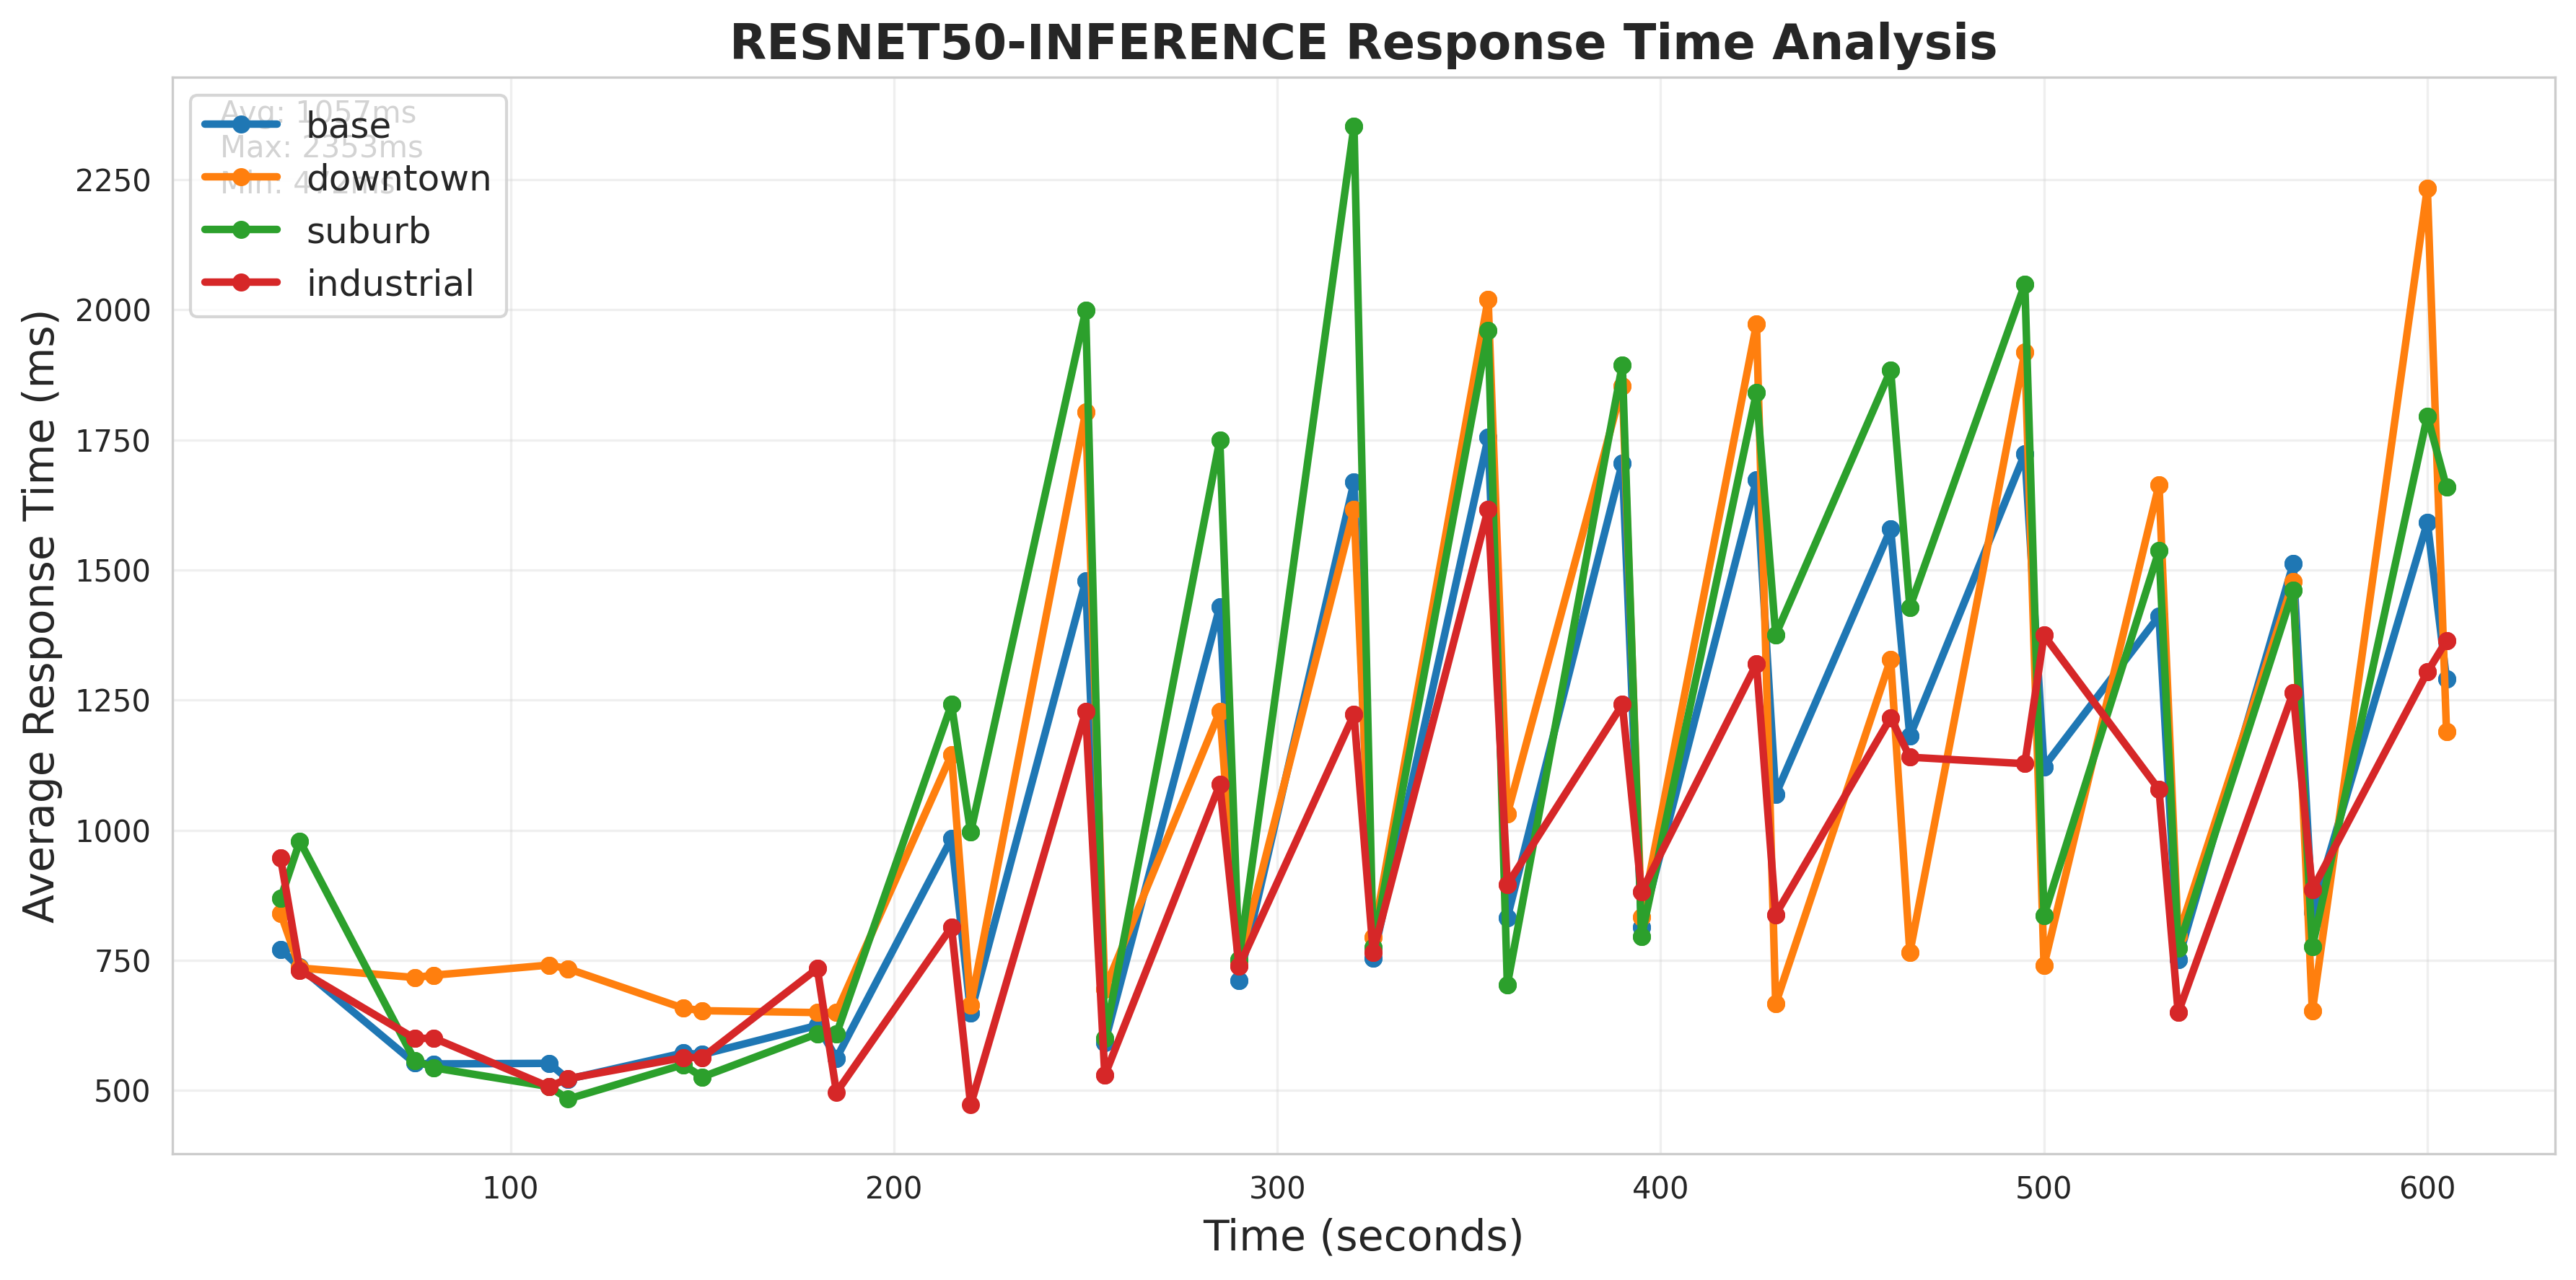 RESNET50-INFERENCE Response Time Analysis
Avg: 1057ms
Max: 2353ms
Min:
base
downtown
suburb
industrial
Average Response Time (ms)
2250
2000
1750
1500
1250
1000
750
500
100 200 300 400 500 600
Time (seconds)